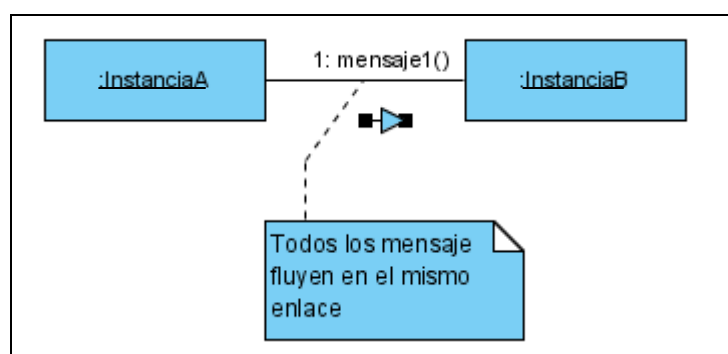 :InstanciaA
1: mensaje1()
:InstanciaB
Todos los mensaje
fluyen en el mismo
enlace